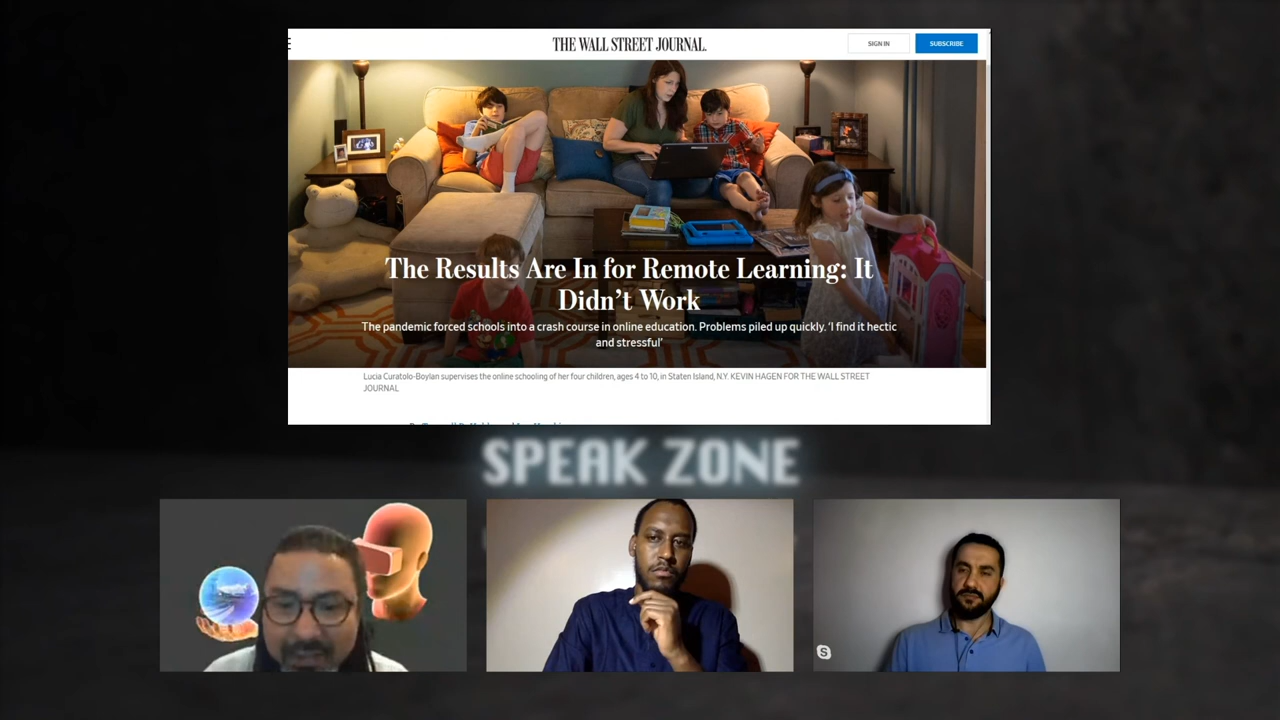 THE WALL STREET JOURNAL.
SIGN IN
SUBSCRIBE
The Results Are In for Remote Learning: It
Didn’t Work
The pandemic forced schools into a crash course in online education. Problems piled up quickly. ‘I find it hectic
and stressful’
Lucia Curatolo-Boylan supervises the online schooling of her four children, ages 4 to 10, in Staten Island, N.Y. KEVIN HAGEN FOR THE WALL STREET
JOURNAL
SPEAK ZONE